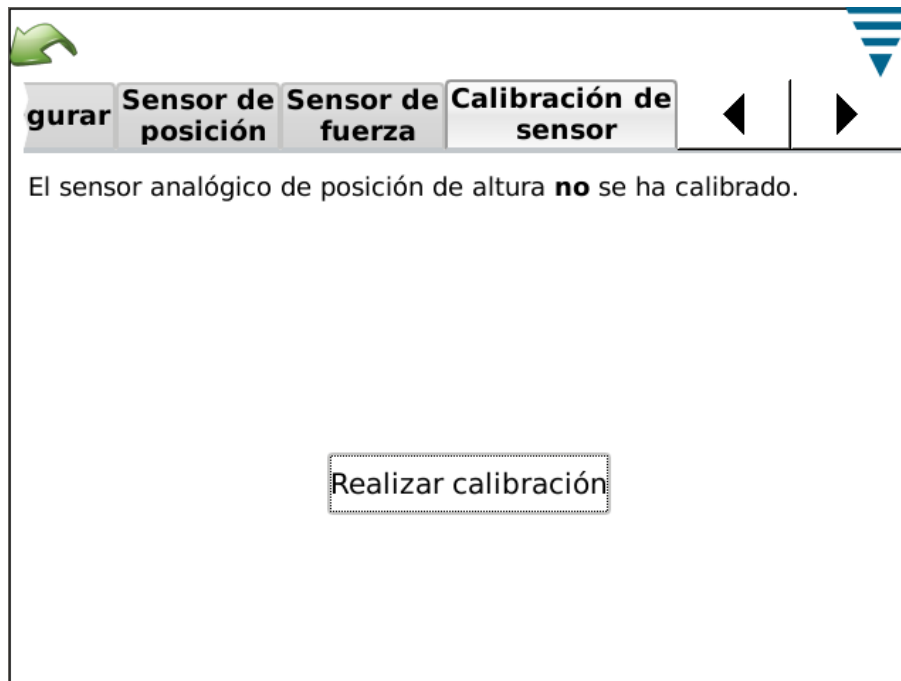 gurar
Sensor de
posición
Sensor de
fuerza
Calibración de
sensor
El sensor analógico de posición de altura no se ha calibrado.
Realizar calibración